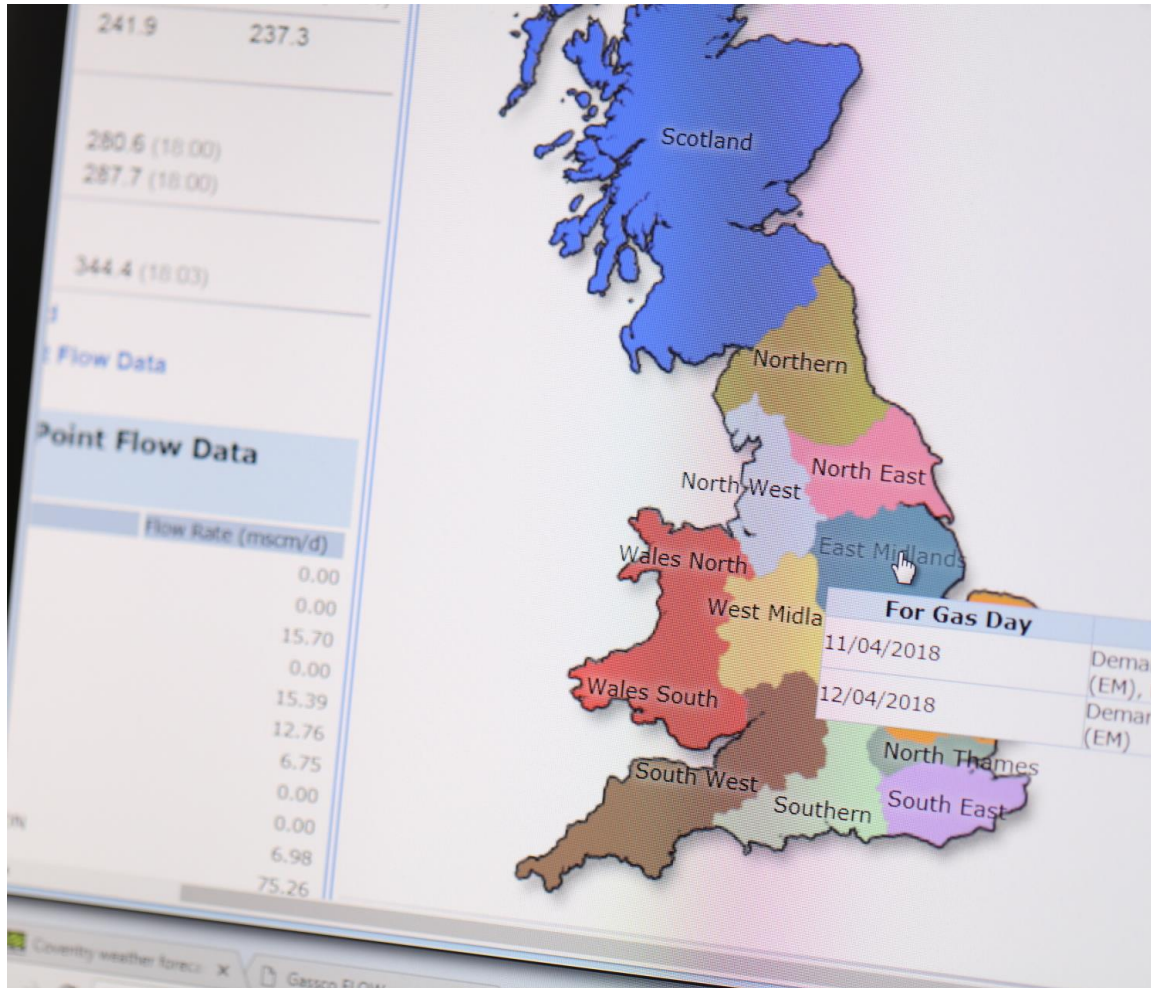 241.9 237.3
280.6 (18:00)
287.7 (18:00)
344.4 (18:03)
Flow Data
Point Flow Data
Flow Rate (mscm/d)
0.00
0.00
15.70
0.00
15.39
12.76
6.75
0.00
0.00
6.98
75.26
Scotland
Northern
North East
North West
East Midlands
Wales North
West Midla
For Gas Day
11/04/2018 Dema
(EM),
12/04/2018 Deman
(EM)
Wales South
North Thames
South West
South East
Southern
Coventry weather foreca
Gassco FLOW